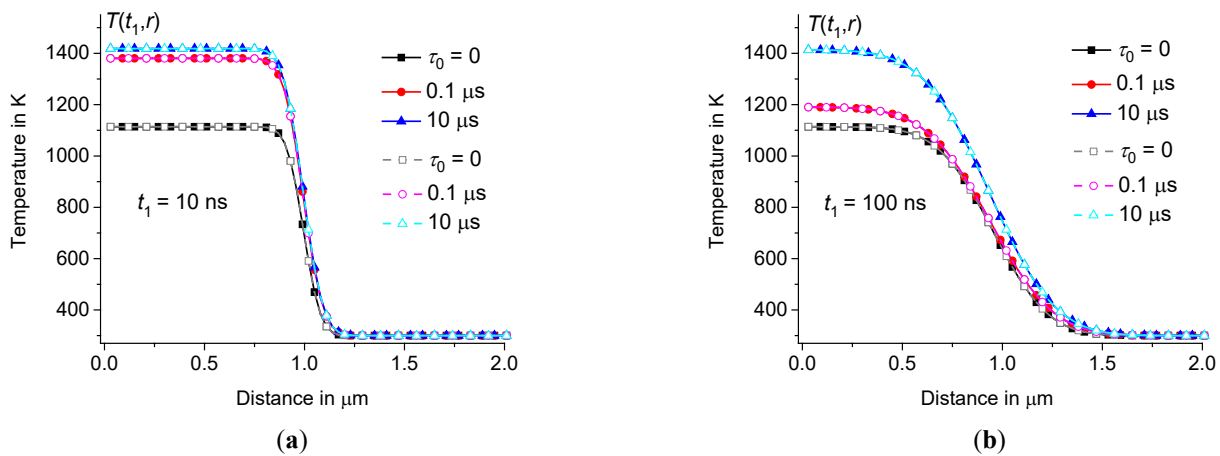 T(t₁,r)
Temperature in K
1400
1200
1000
800
600
400
0.0
0.5
1.0
1.5
2.0
Distance in μm
t₁ = 10 ns
τ₀ = 0
0.1 μs
10 μs
τ₀ = 0
0.1 μs
10 μs
(a)
T(t₁,r)
Temperature in K
1400
1200
1000
800
600
400
0.0
0.5
1.0
1.5
2.0
Distance in μm
t₁ = 100 ns
τ₀ = 0
0.1 μs
10 μs
τ₀ = 0
0.1 μs
10 μs
(b)